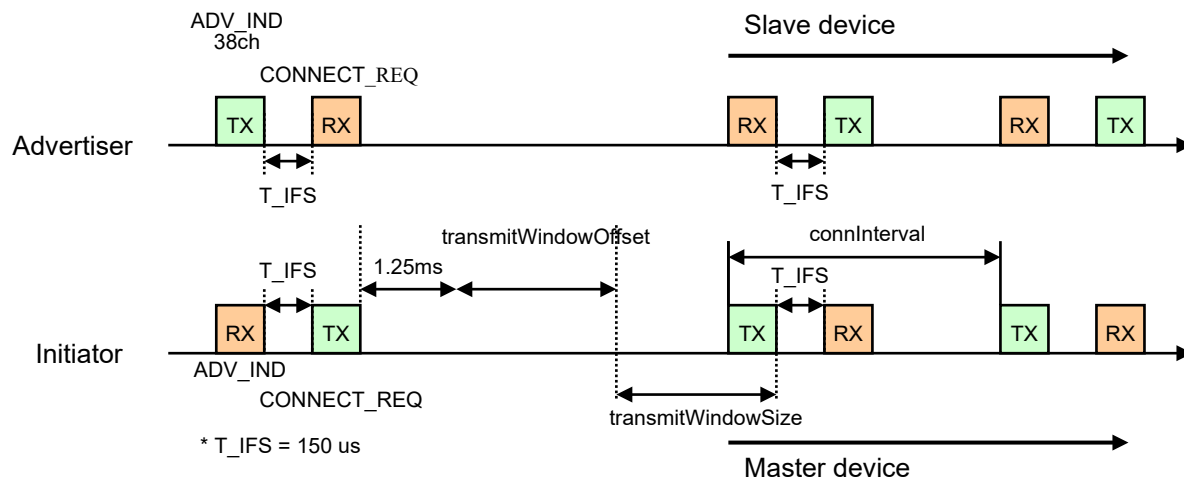 ADV_IND
38ch
Slave device
CONNECT_REQ
TX
RX
RX
TX
RX
TX
Advertiser
T_IFS
T_IFS
transmitWindowOffset
connInterval
T_IFS
1.25ms
T_IFS
RX
TX
TX
RX
TX
RX
Initiator
ADV_IND
CONNECT_REQ
transmitWindowSize
* T_IFS = 150 us
Master device